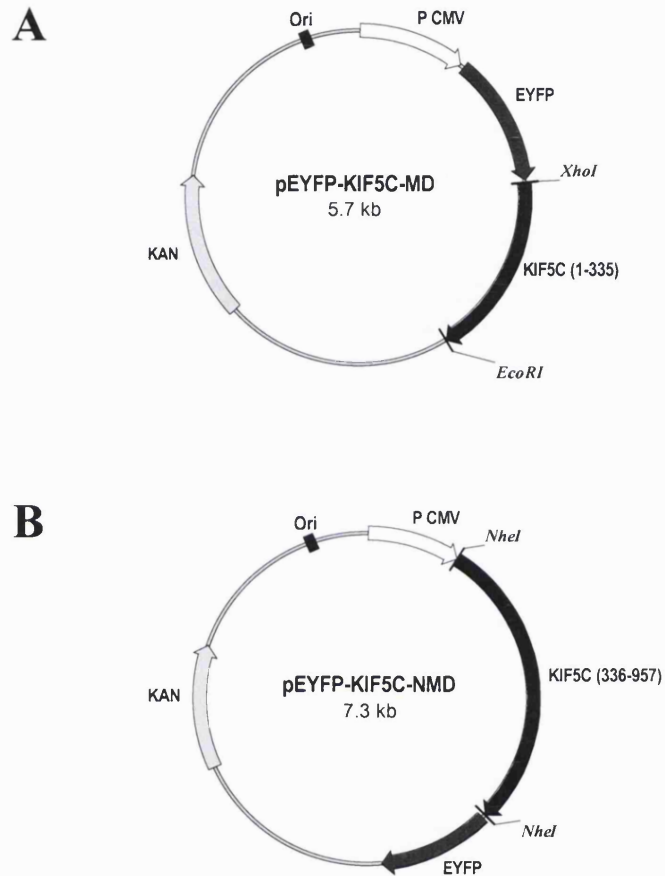 A
Ori
P CMV
EYFP
XhoI
pEYFP-KIF5C-MD
5.7 kb
KAN
KIF5C (1-335)
EcoRI
B
Ori
P CMV
NheI
KIF5C (336-957)
pEYFP-KIF5C-NMD
7.3 kb
KAN
NheI
EYFP